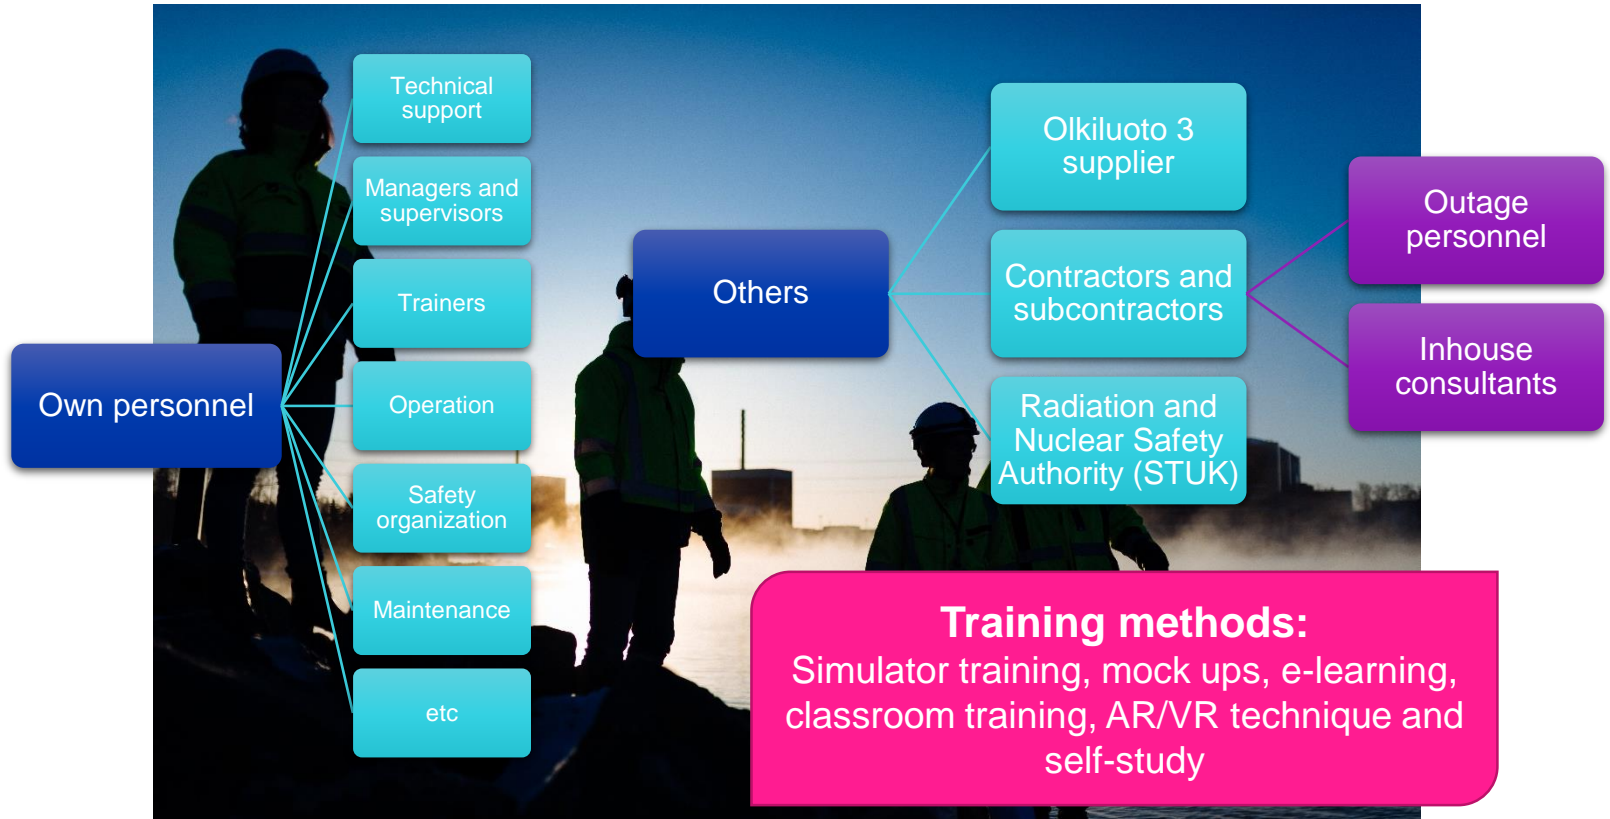 Own personnel
Technical
support
Managers and
supervisors
Trainers
Operation
Safety
organization
Maintenance
etc
Others
Olkiluoto 3
supplier
Contractors and
subcontractors
Radiation and
Nuclear Safety
Authority (STUK)
Outage
personnel
Inhouse
consultants
Training methods:
Simulator training, mock ups, e-learning,
classroom training, AR/VR technique and
self-study